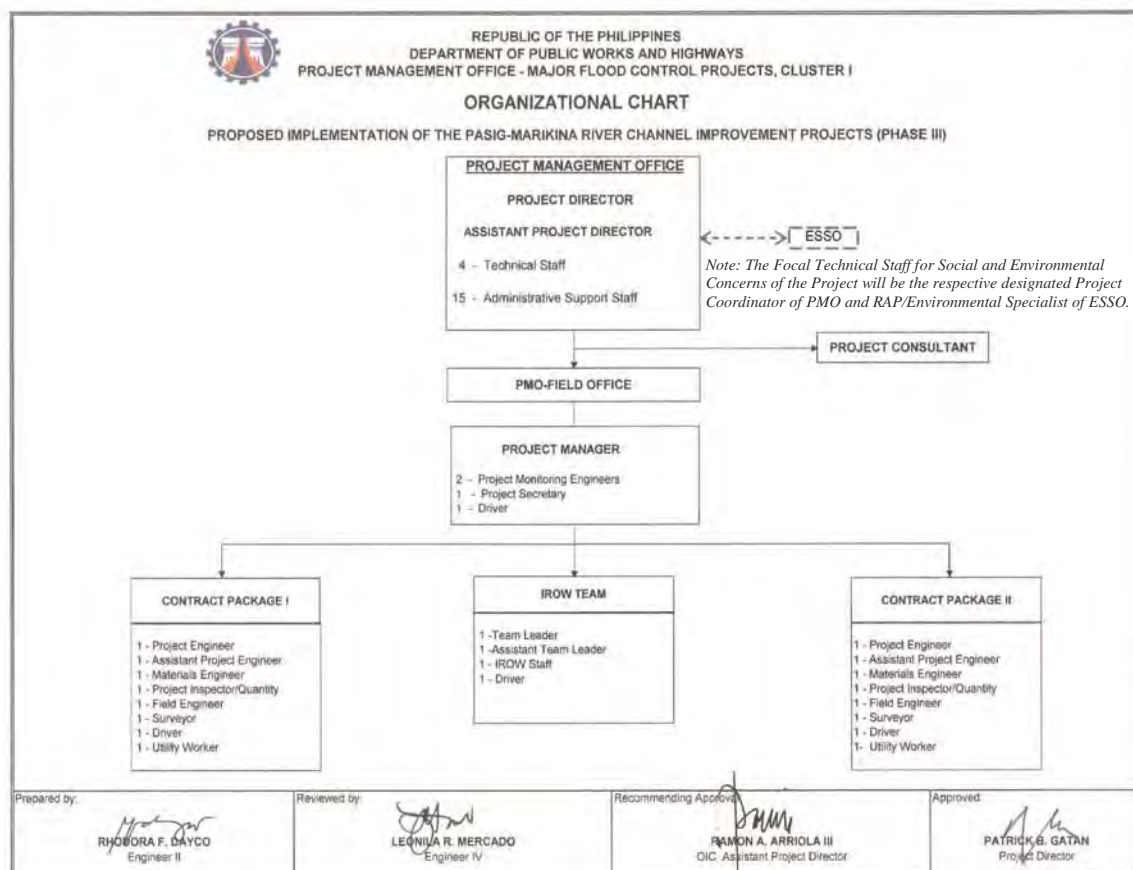 REPUBLIC OF THE PHILIPPINES
DEPARTMENT OF PUBLIC WORKS AND HIGHWAYS
PROJECT MANAGEMENT OFFICE - MAJOR FLOOD CONTROL PROJECTS, CLUSTER I
ORGANIZATIONAL CHART
PROPOSED IMPLEMENTATION OF THE PASIG-MARIKINA RIVER CHANNEL IMPROVEMENT PROJECTS (PHASE III)
PROJECT MANAGEMENT OFFICE
PROJECT DIRECTOR
ASSISTANT PROJECT DIRECTOR
4 - Technical Staff
15 - Administrative Support Staff
ESSO
Note: The Focal Technical Staff for Social and Environmental
Concerns of the Project will be the respective designated Project
Coordinator of PMO and RAP/Environmental Specialist of ESSO.
PROJECT CONSULTANT
PMO-FIELD OFFICE
PROJECT MANAGER
2 - Project Monitoring Engineers
1 - Project Secretary
1 - Driver
CONTRACT PACKAGE I
1 - Project Engineer
1 - Assistant Project Engineer
1 - Materials Engineer
1 - Project Inspector/Quantity
1 - Field Engineer
1 - Surveyor
1 - Driver
1 - Utility Worker
IROW TEAM
1 -Team Leader
1 -Assistant Team Leader
1 - IROW Staff
1 - Driver
CONTRACT PACKAGE II
1 - Project Engineer
1 - Assistant Project Engineer
1 - Materials Engineer
1 - Project Inspector/Quantity
1 - Field Engineer
1 - Surveyor
1 - Driver
1- Utility Worker
Prepared by:
RHODORA F. DAYCO
Engineer II
Reviewed by
LEONILA R. MERCADO
Engineer IV
Recommending Approval
RAMON A. ARRIOLA III
OIC, Assistant Project Director
Approved:
PATRICK B. GATAN
Project Director